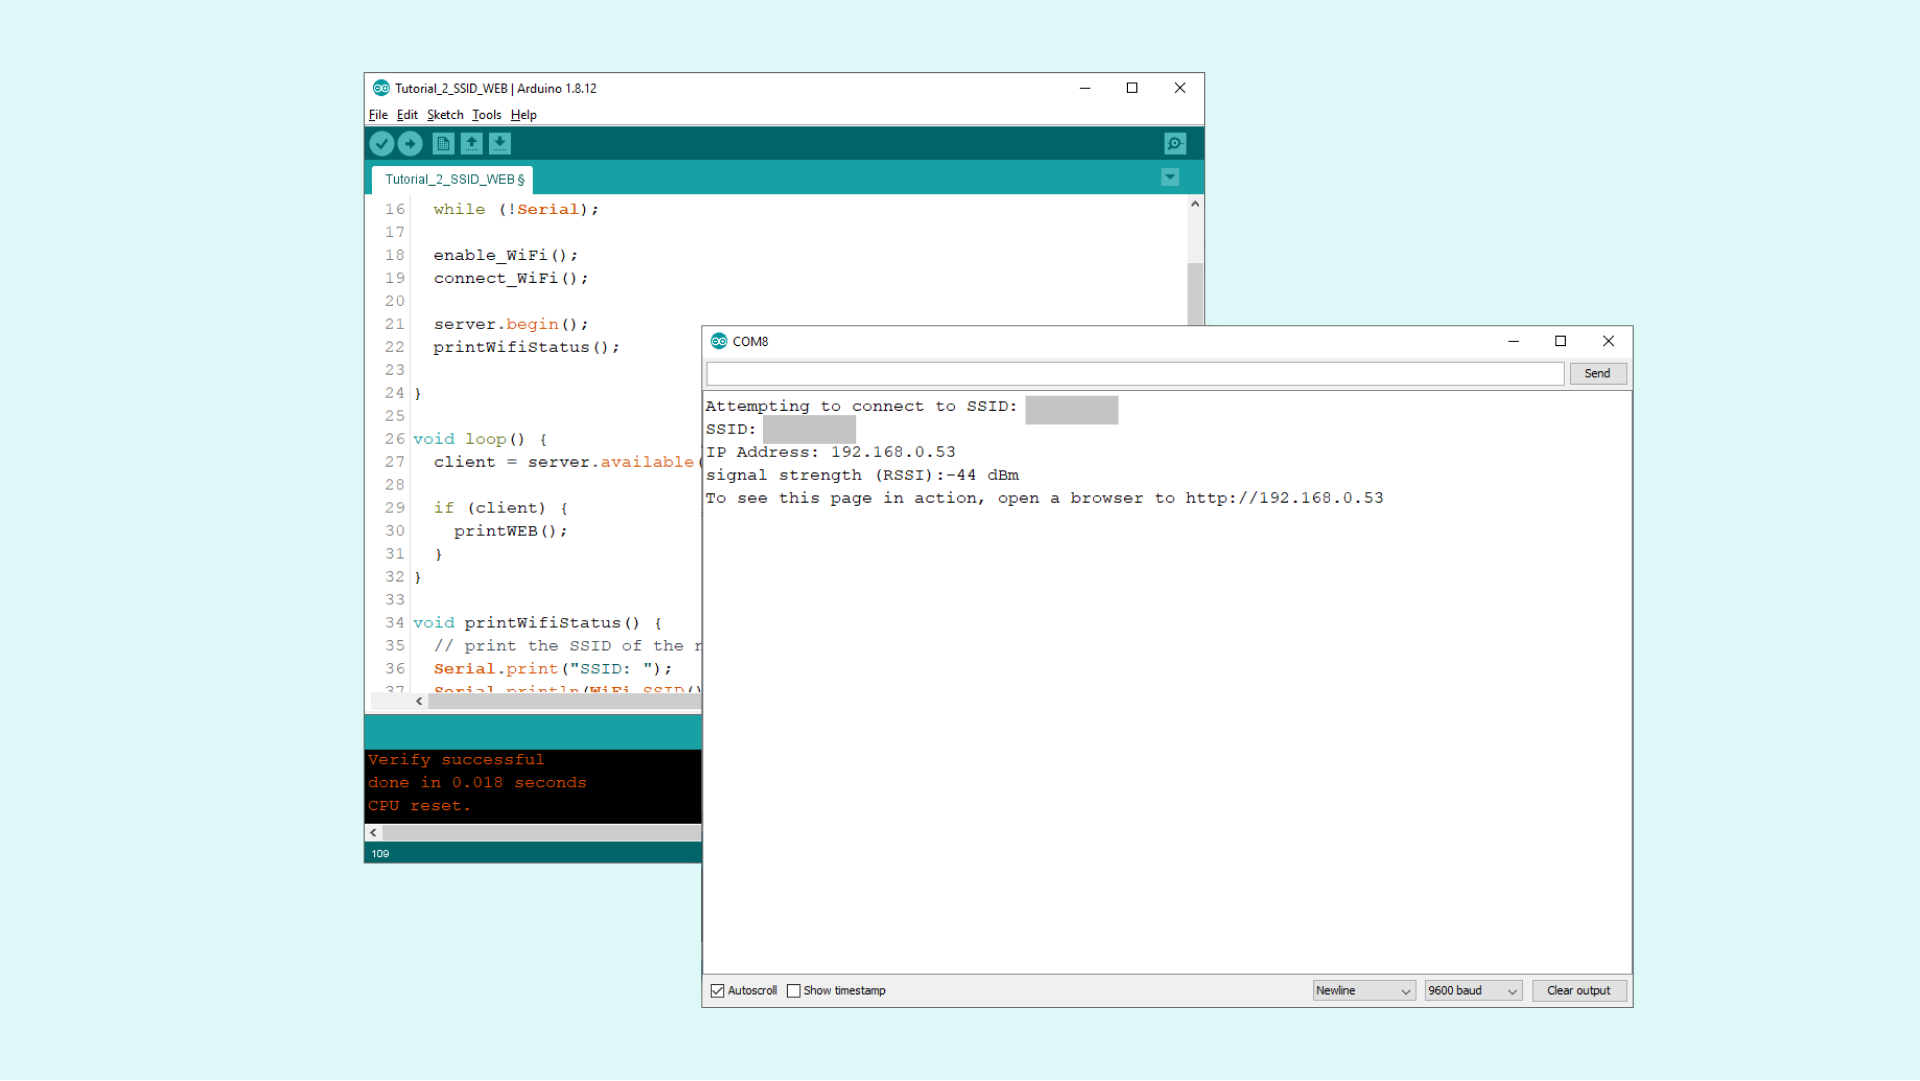 Tutorial_2_SSID_WEB | Arduino 1.8.12
File Edit Sketch Tools Help
Tutorial_2_SSID_WEB §
16 while (!Serial);
17
18 enable_WiFi();
19 connect_WiFi();
20
21 server.begin();
22 printWifiStatus();
23
24 }
25
26 void loop() {
27 client = server.available(
28
29 if (client) {
30 printWEB();
31 }
32 }
33
34 void printWifiStatus() {
35 // print the SSID of the
36 Serial.print("SSID: ");
37 Serial.println(WiFi.SSID()
Verify successful
done in 0.018 seconds
CPU reset.
109
COM8
Send
Attempting to connect to SSID:
SSID:
IP Address: 192.168.0.53
signal strength (RSSI):-44 dBm
To see this page in action, open a browser to http://192.168.0.53
Autoscroll Show timestamp Newline 9600 baud Clear output